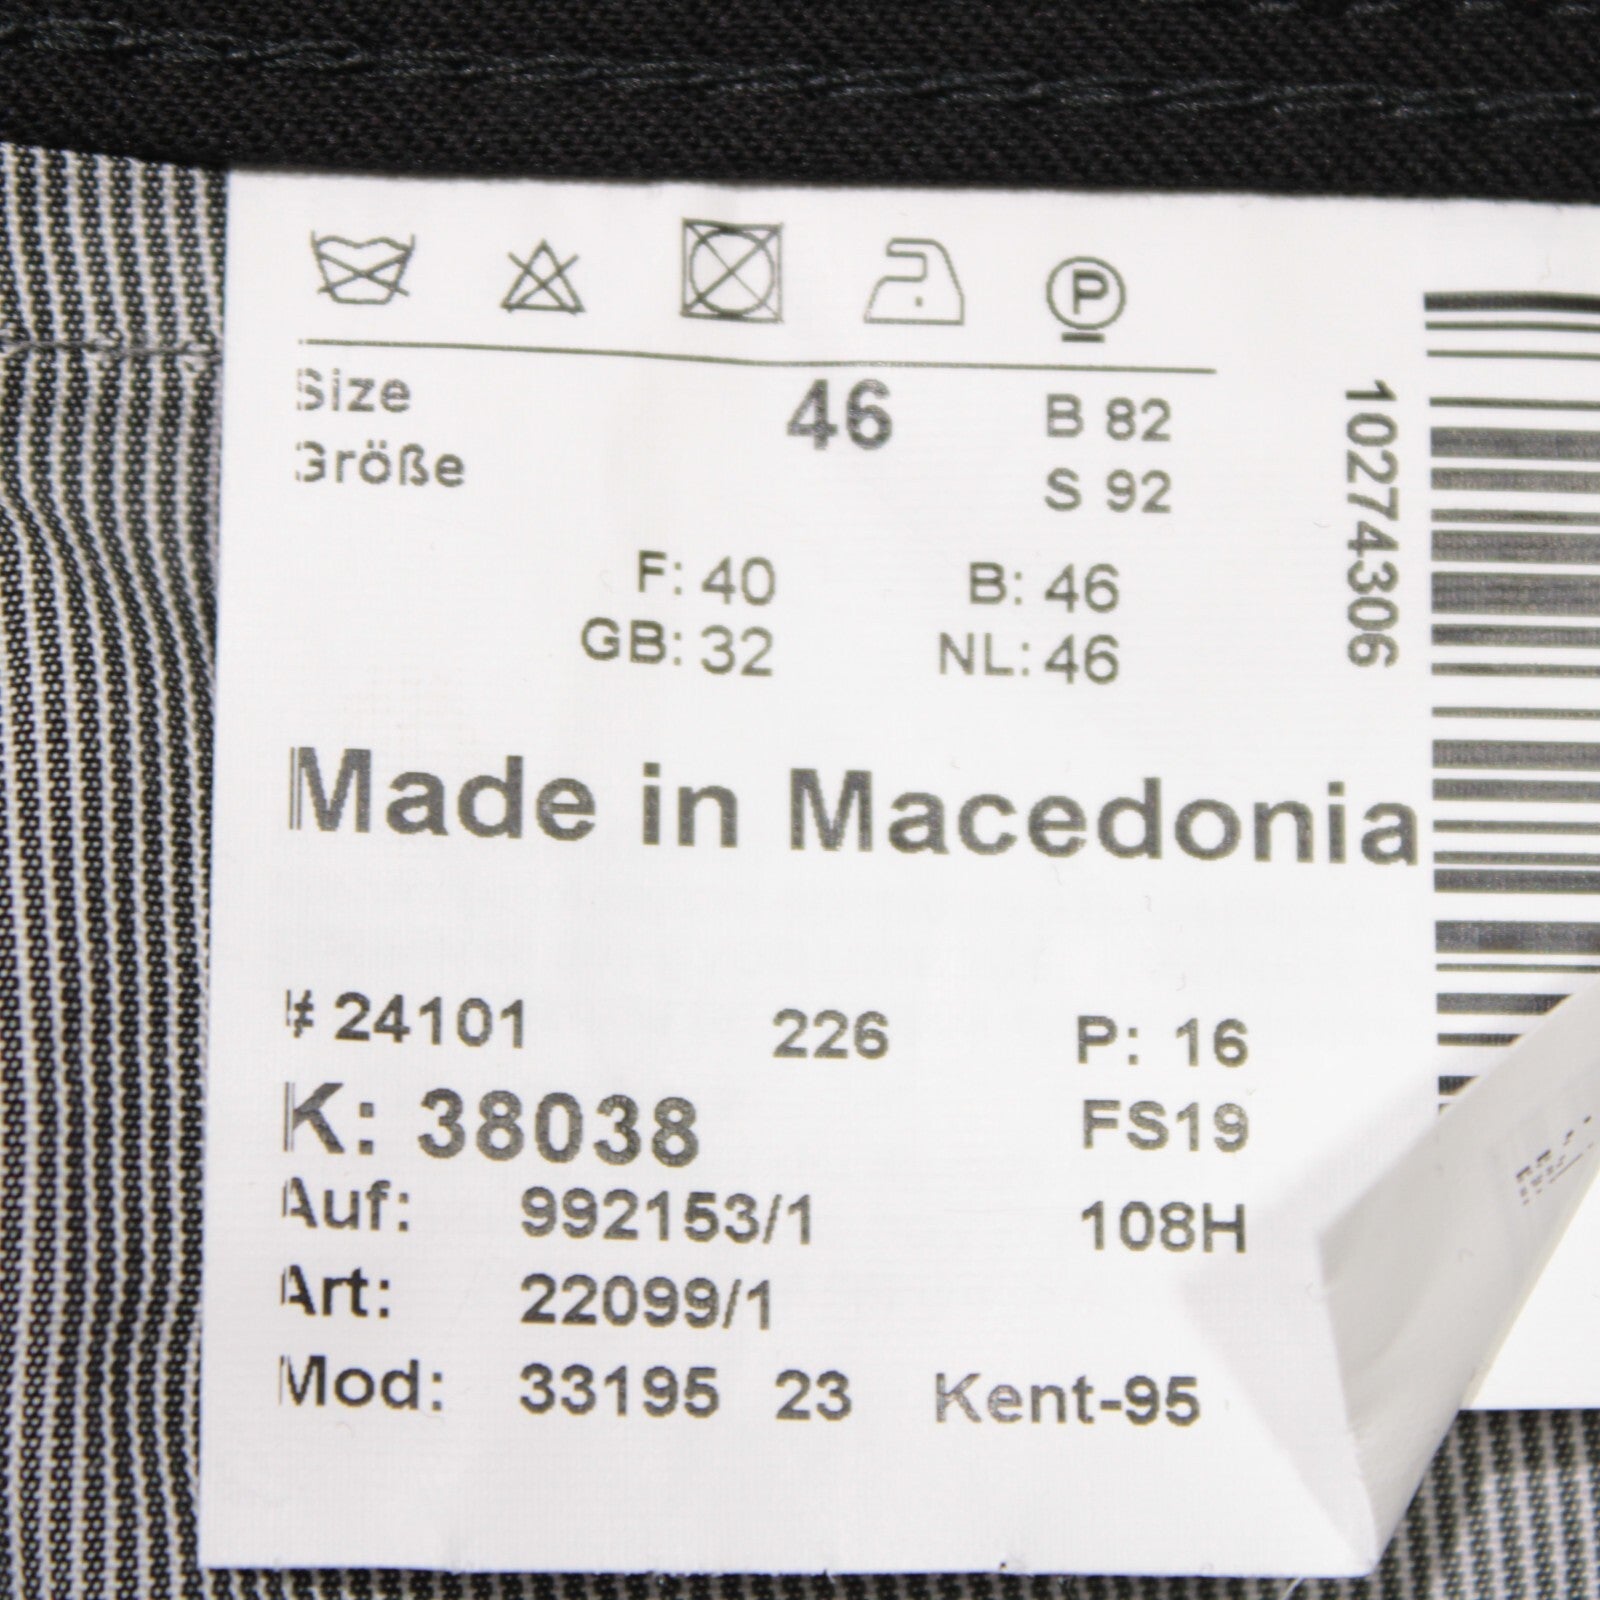 P
Size 46 B 82
Größe S 92
F: 40 B: 46
GB: 32 NL: 46
Made in Macedonia
# 24101 226 P: 16
K: 38038 FS19
Auf: 992153/1 108H
Art: 22099/1
Mod: 33195 23 Kent-95
10274306